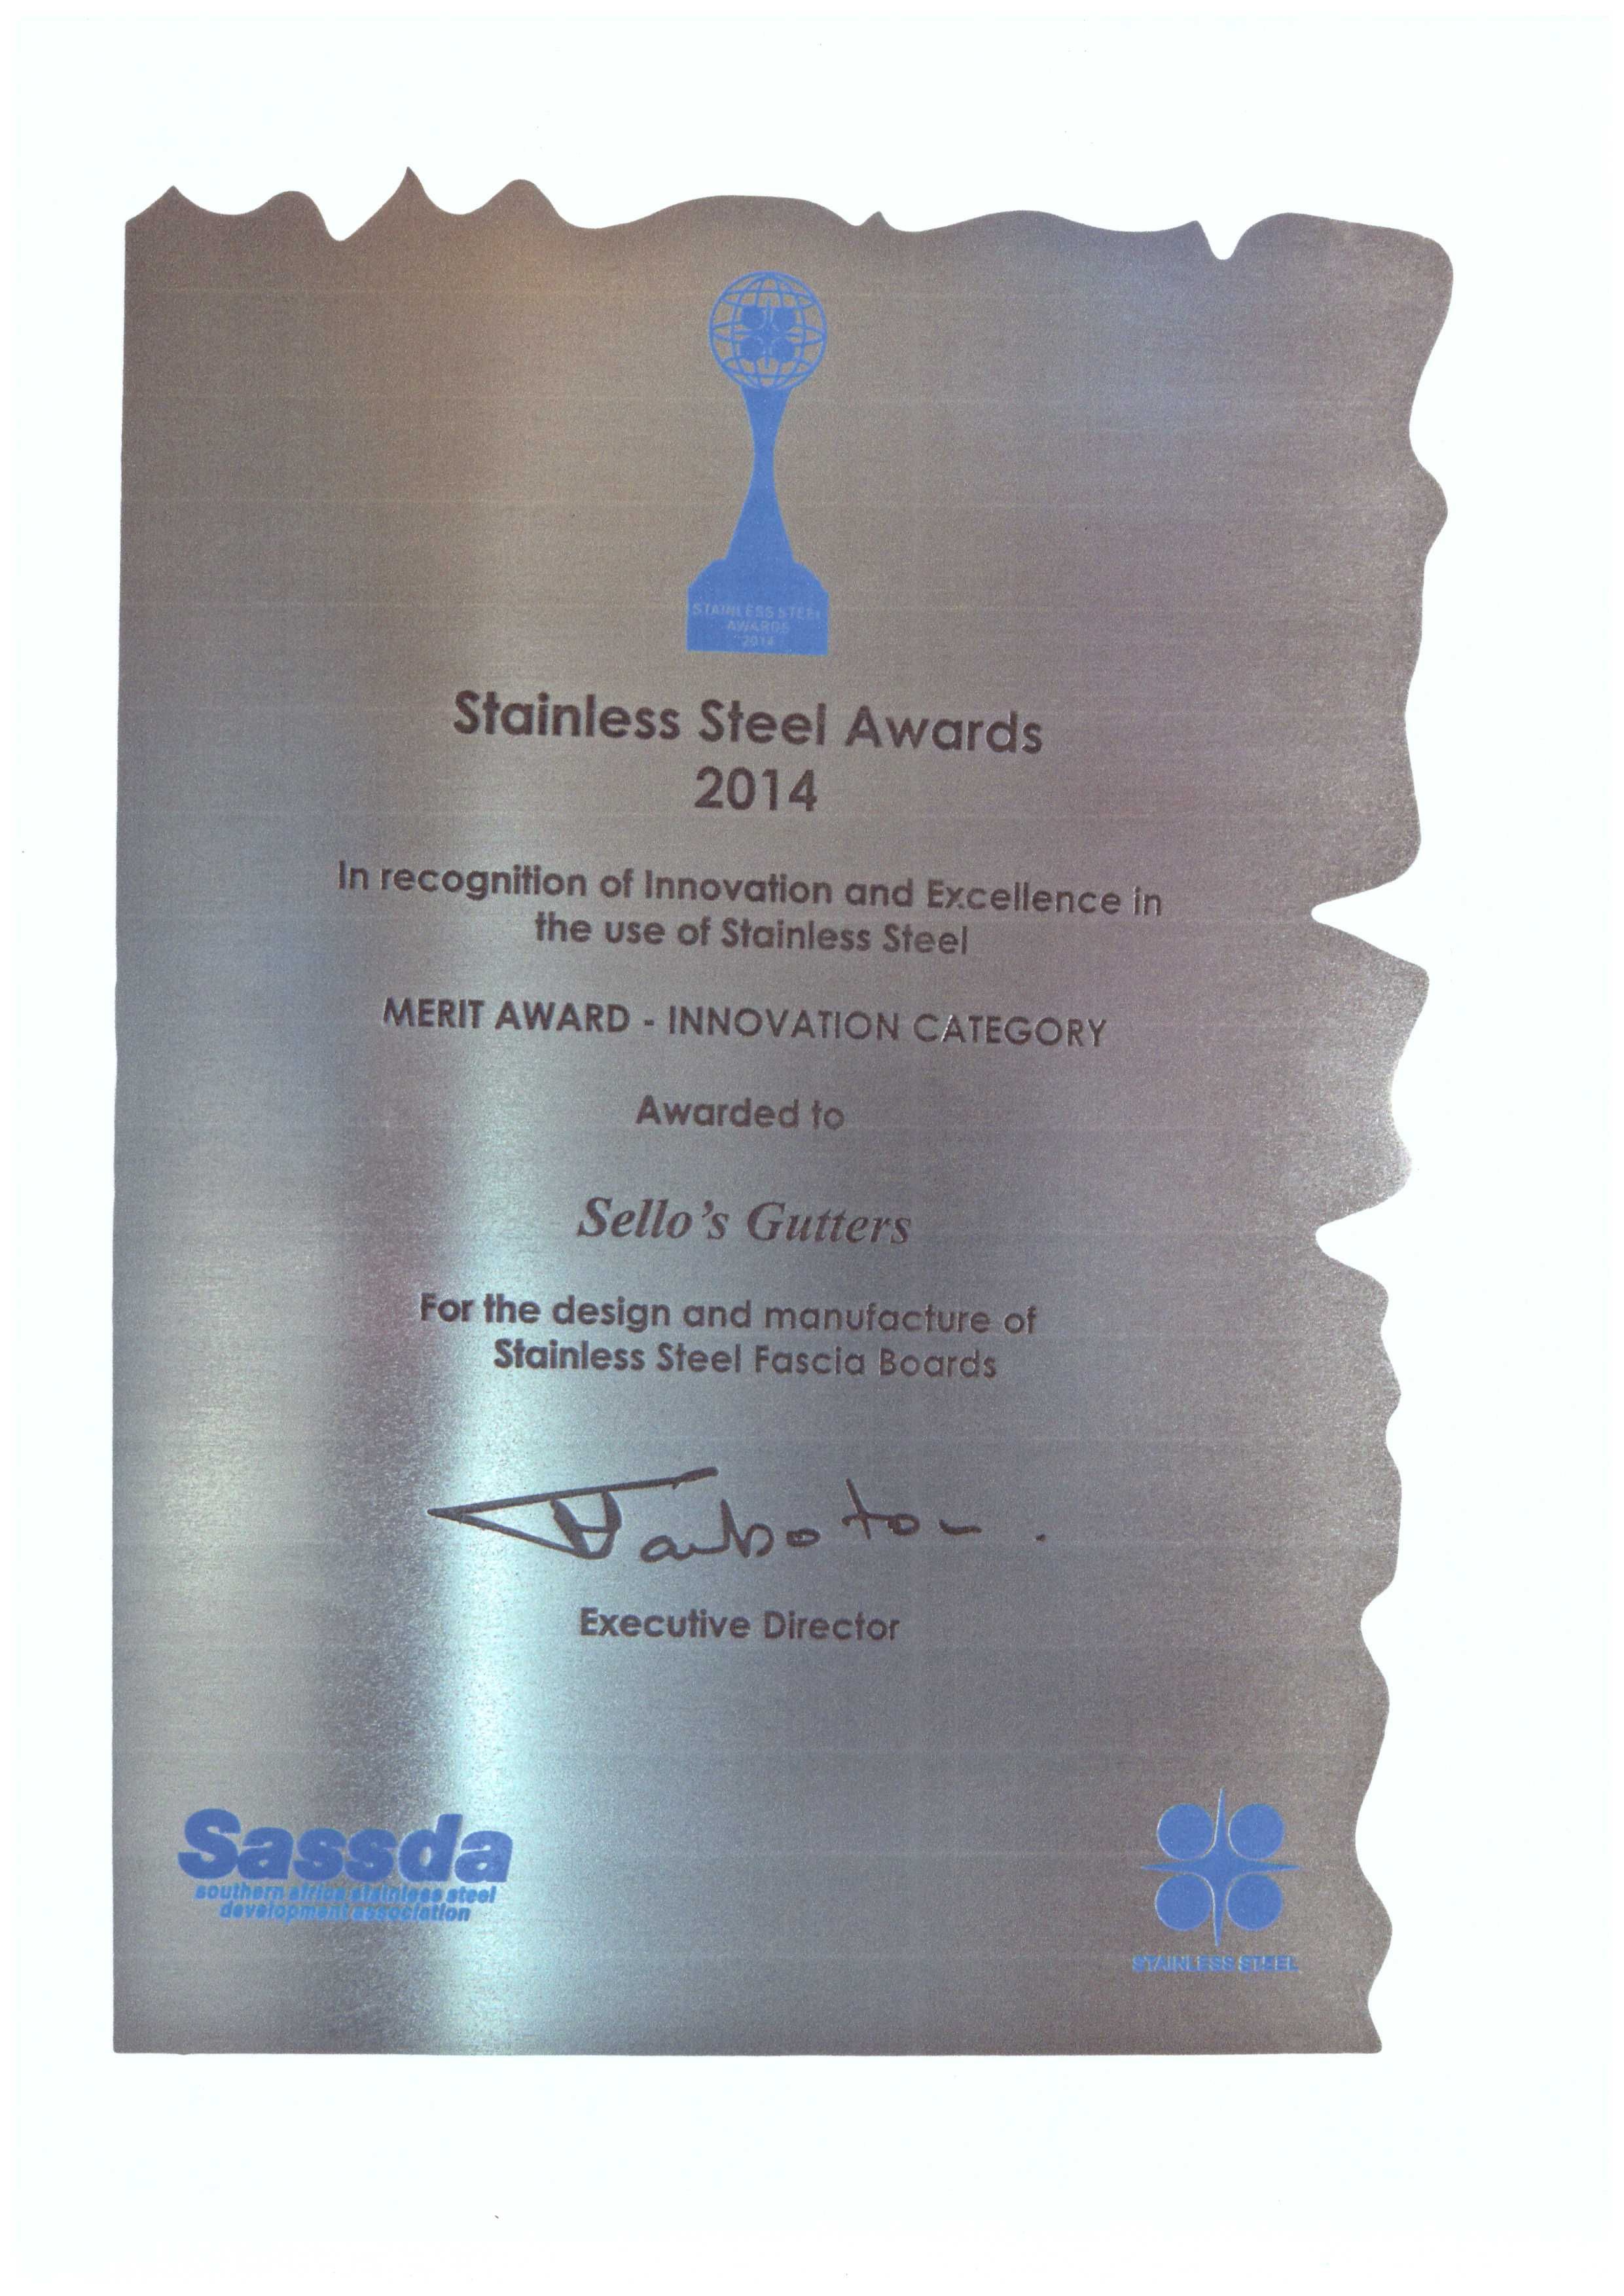 STAINLESS STEEL
AWARDS
2014
Stainless Steel Awards
2014
In recognition of Innovation and Excellence in
the use of Stainless Steel
MERIT AWARD - INNOVATION CATEGORY
Awarded to
Sello's Gutters
For the design and manufacture of
Stainless Steel Fascia Boards
Executive Director
Sassda
southern africa stainless steel
development association
STAINLESS STEEL